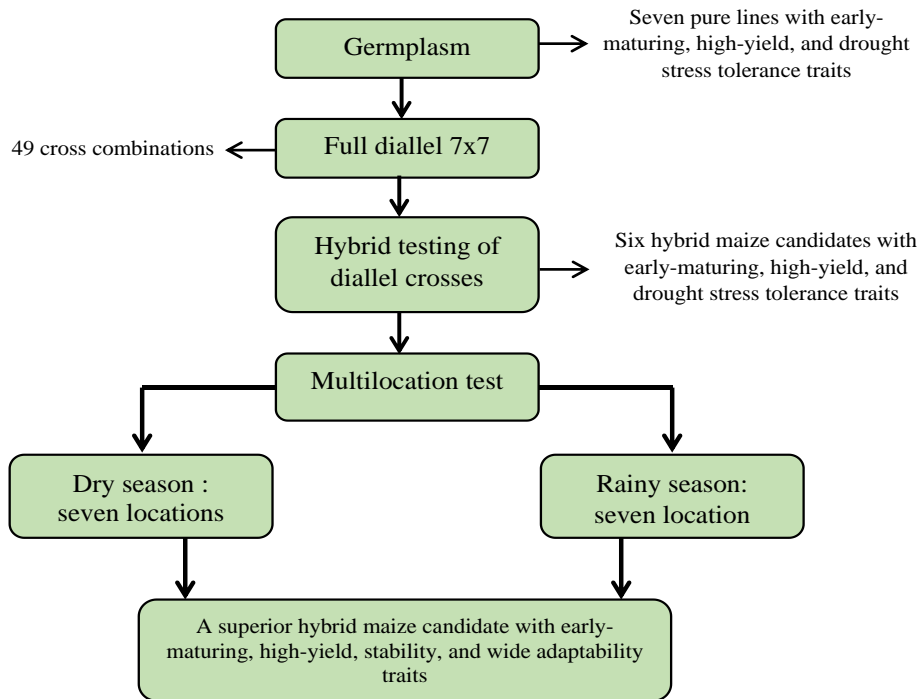 Germplasm
Seven pure lines with early-
maturing, high-yield, and drought
stress tolerance traits
49 cross combinations
Full diallel 7x7
Hybrid testing of
diallel crosses
Six hybrid maize candidates with
early-maturing, high-yield, and
drought stress tolerance traits
Multilocation test
Dry season :
seven locations
Rainy season:
seven location
A superior hybrid maize candidate with early-
maturing, high-yield, stability, and wide adaptability
traits